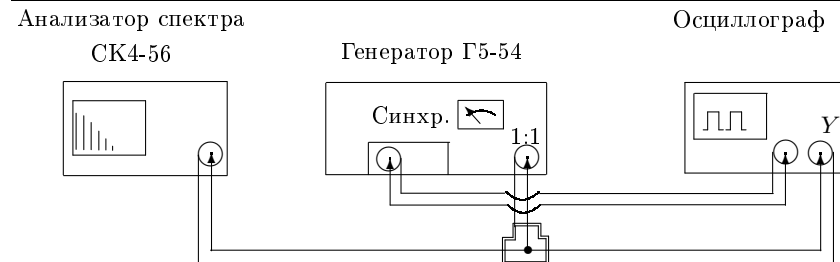 Анализатор спектра
СК4-56
Генератор Г5-54
Осциллограф
Синхр.
1:1
Y